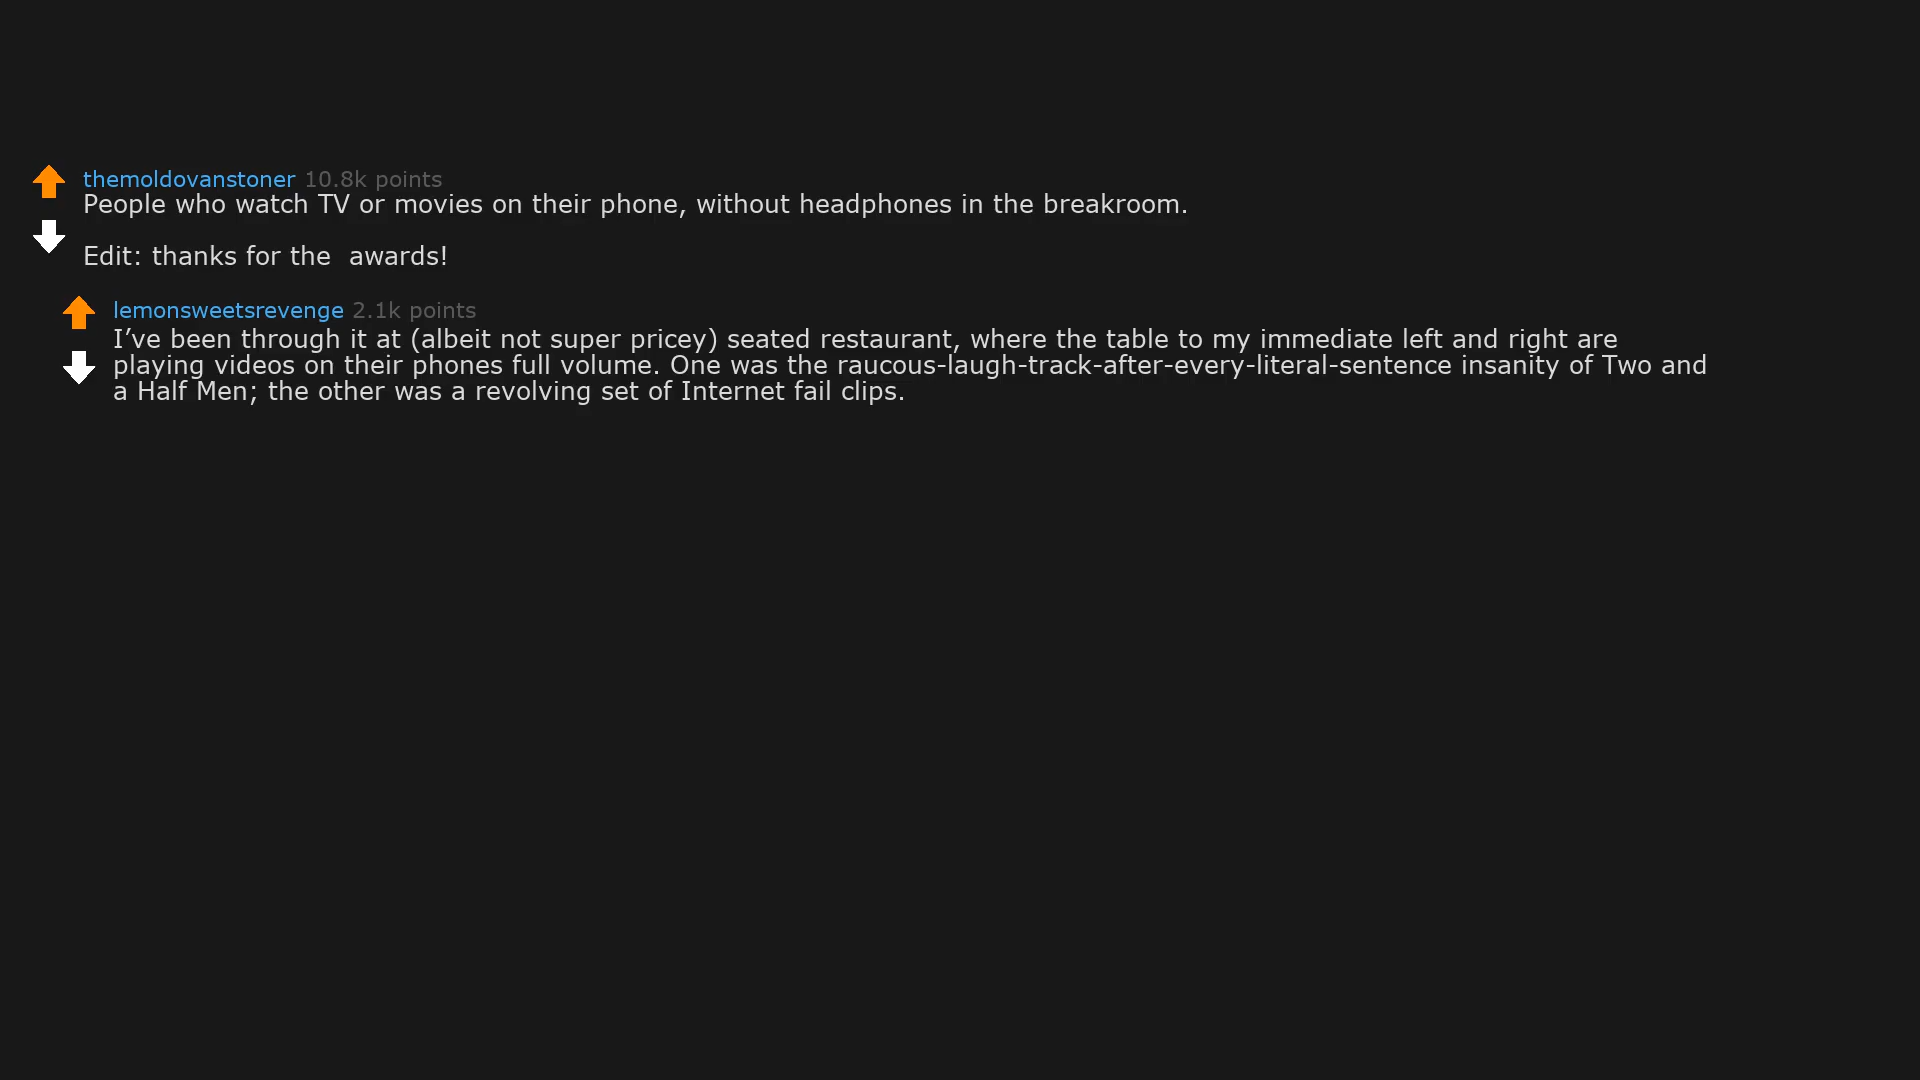 themoldovanstoner 10.8k points
People who watch TV or movies on their phone, without headphones in the breakroom.
Edit: thanks for the  awards!
lemonsweetsrevenge 2.1k points
I’ve been through it at (albeit not super pricey) seated restaurant, where the table to my immediate left and right are
playing videos on their phones full volume. One was the raucous-laugh-track-after-every-literal-sentence insanity of Two and
a Half Men; the other was a revolving set of Internet fail clips.